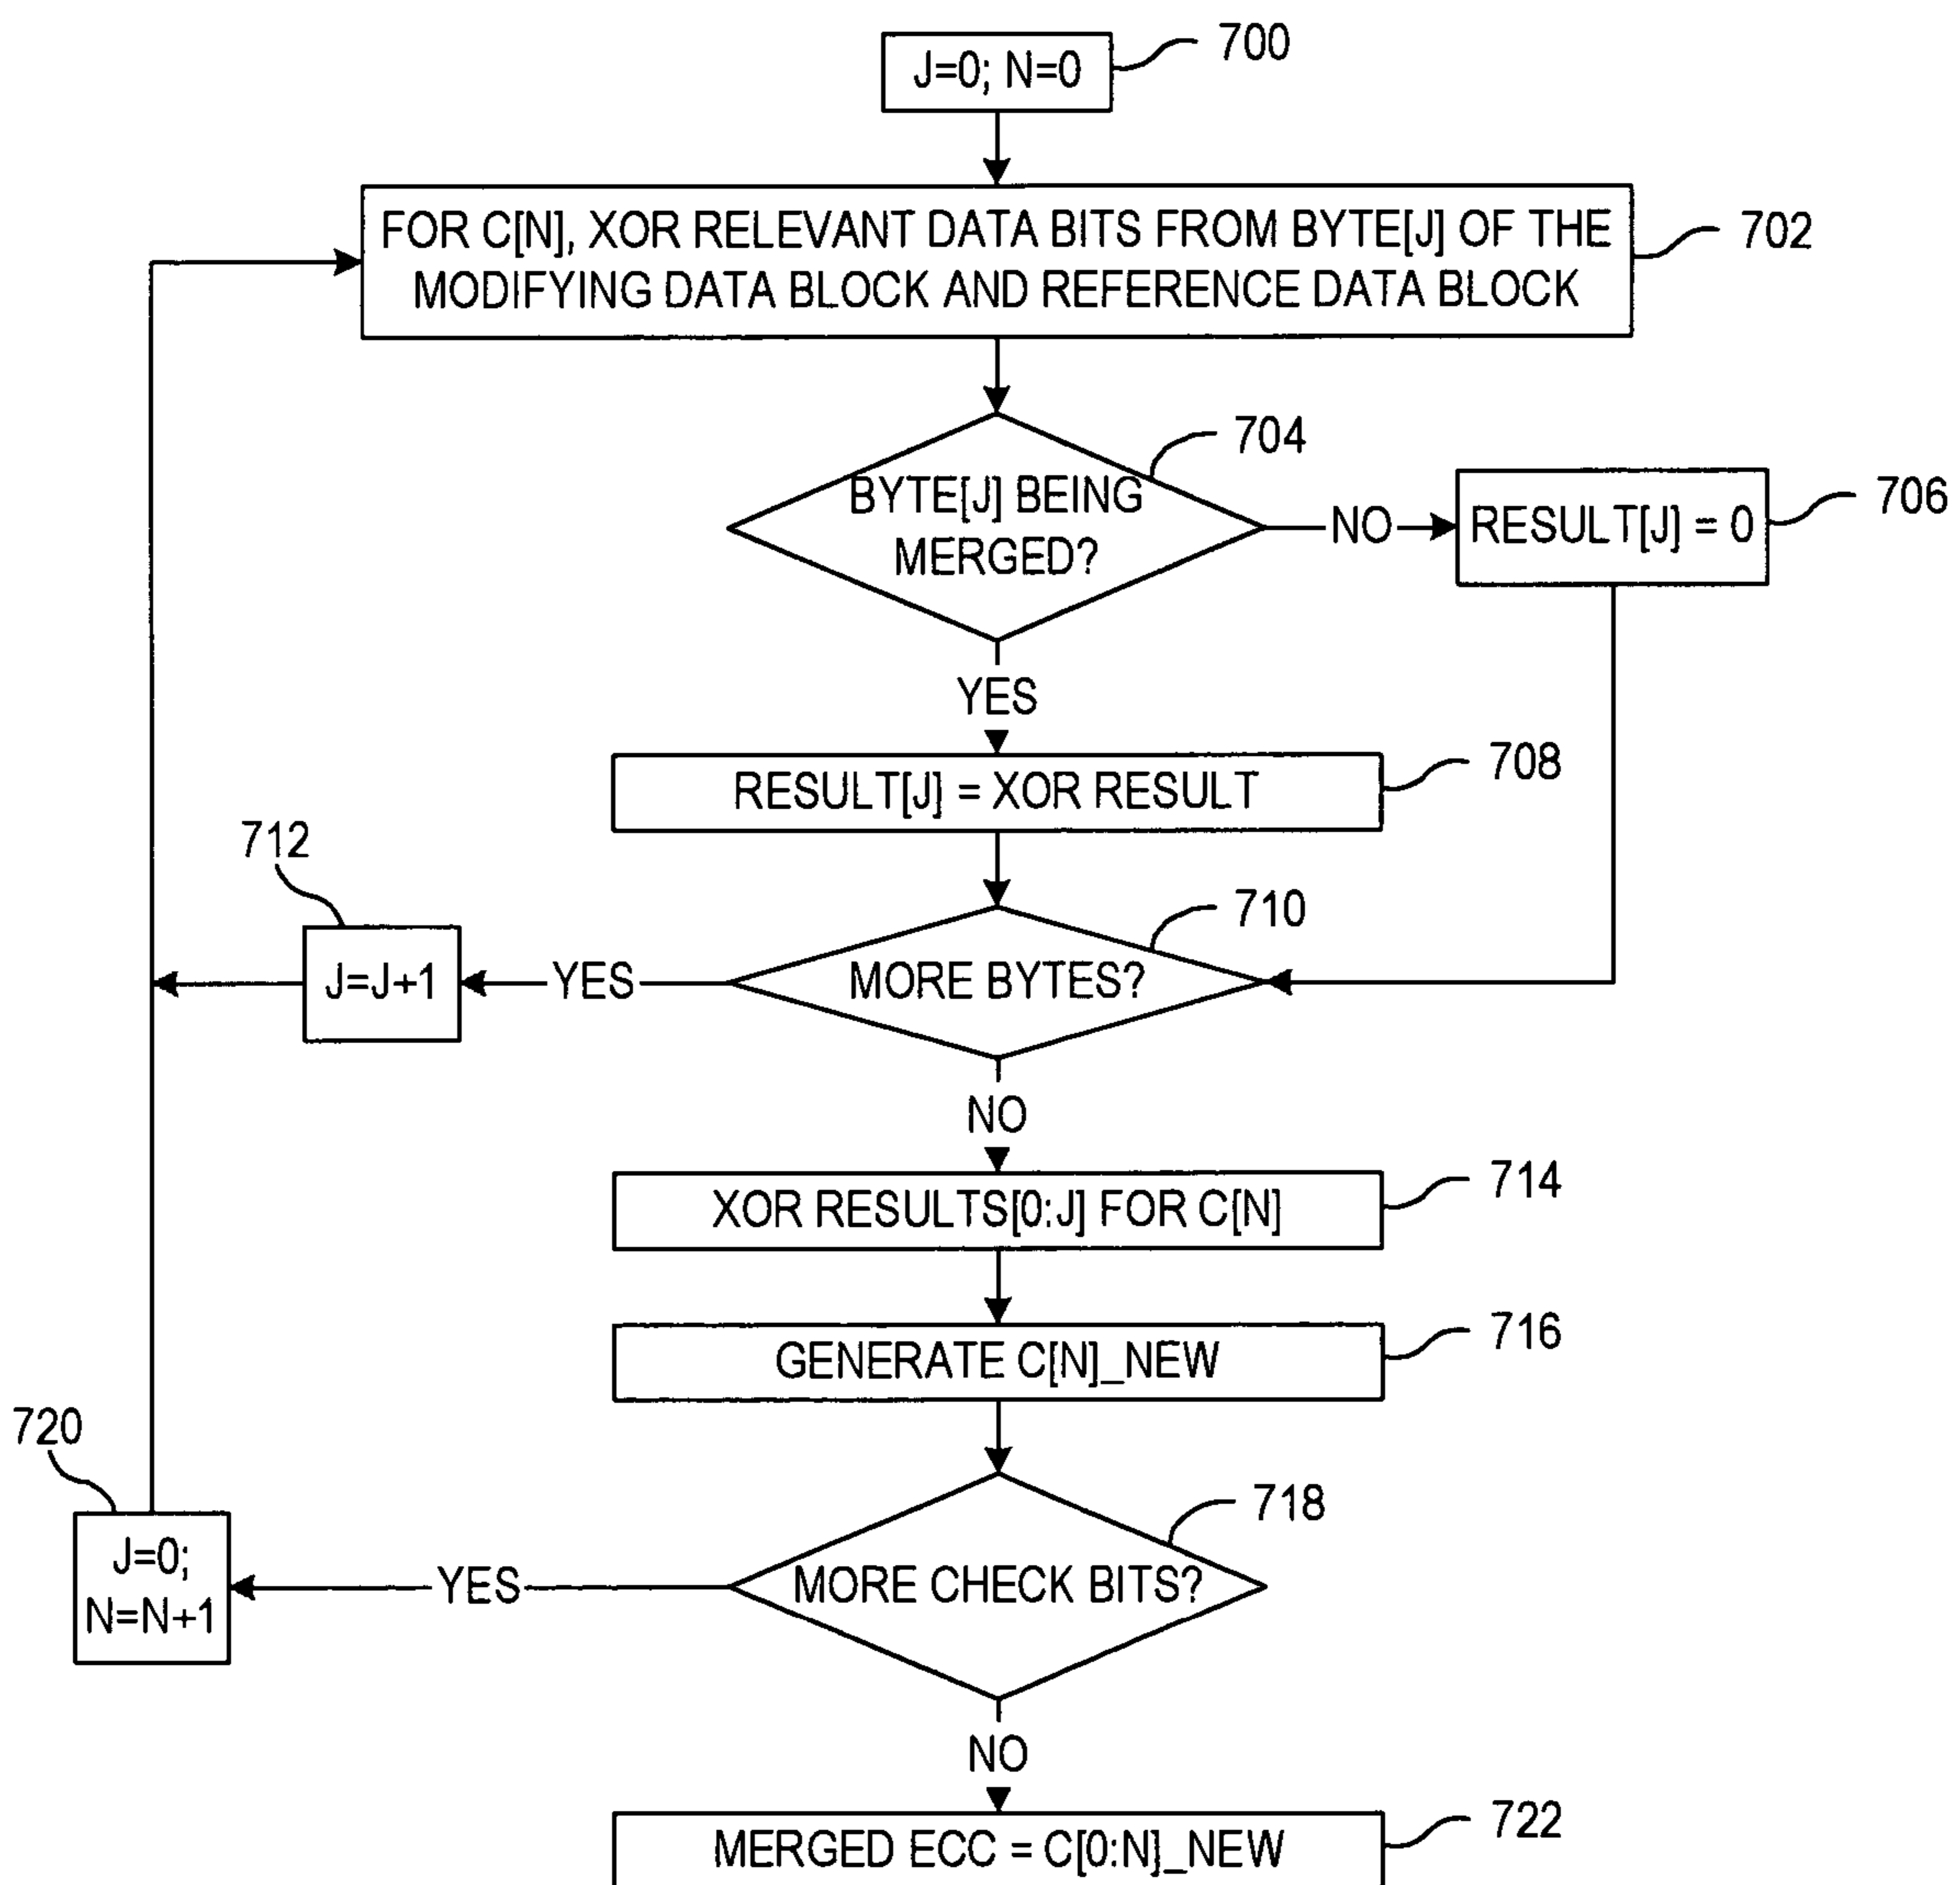 J=0; N=0
700
FOR C[N], XOR RELEVANT DATA BITS FROM BYTE[J] OF THE
MODIFYING DATA BLOCK AND REFERENCE DATA BLOCK
702
704
BYTE[J] BEING
MERGED?
NO
RESULT[J] = 0
706
YES
RESULT[J] = XOR RESULT
708
712
710
J=J+1
YES
MORE BYTES?
NO
XOR RESULTS[0:J] FOR C[N]
714
GENERATE C[N]_NEW
716
720
718
J=0;
N=N+1
YES
MORE CHECK BITS?
NO
MERGED ECC = C[0:N]_NEW
722